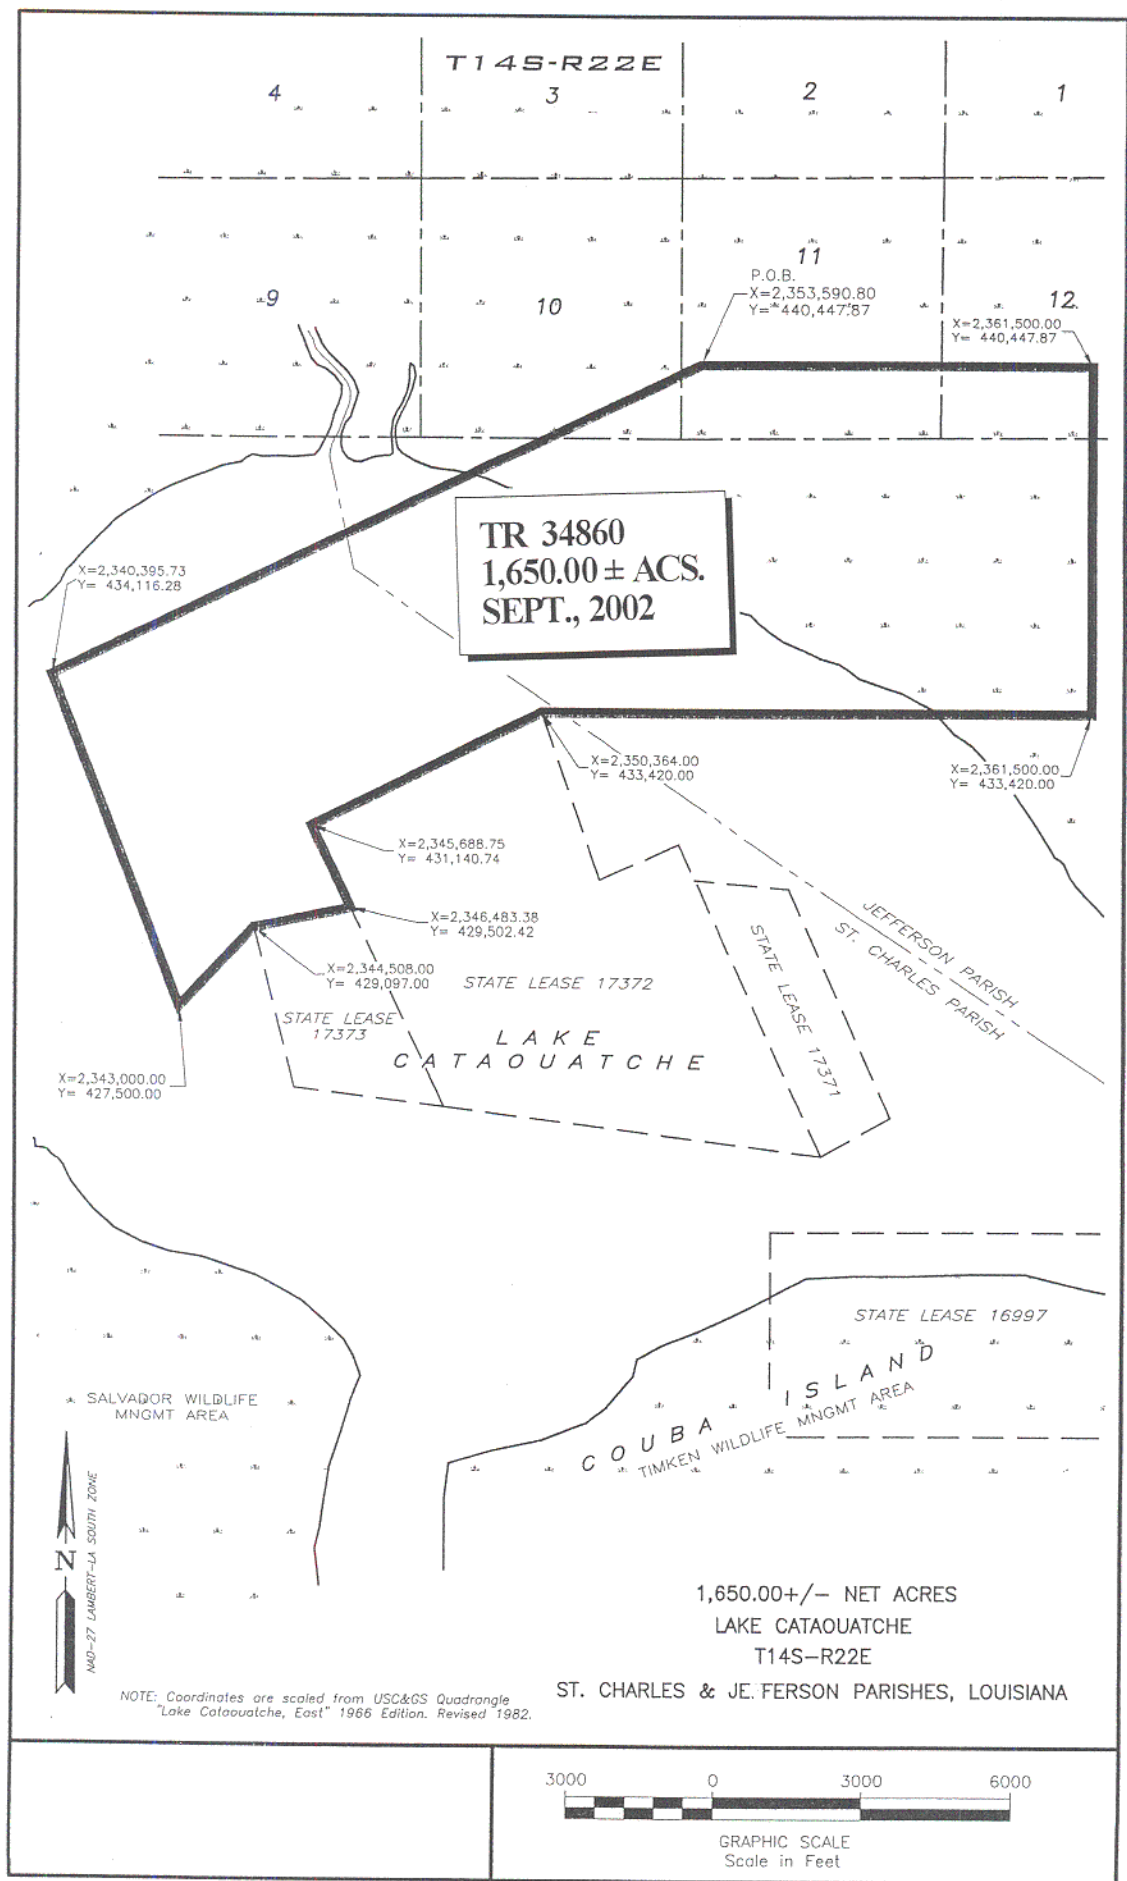 T14S-R22E
4
3
2
1
9
10
11
12
P.O.B.
X=2,353,590.80
Y= 440,447.87
X=2,361,500.00
Y= 440,447.87
TR 34860
1,650.00 ± ACS.
SEPT., 2002
X=2,340,395.73
Y= 434,116.28
X=2,350,364.00
Y= 433,420.00
X=2,361,500.00
Y= 433,420.00
X=2,345,688.75
Y= 431,140.74
X=2,346,483.38
Y= 429,502.42
X=2,344,508.00
Y= 429,097.00
X=2,343,000.00
Y= 427,500.00
STATE LEASE 17372
STATE LEASE
17373
STATE LEASE 17371
LAKE
CATAOUATCHE
JEFFERSON PARISH
ST. CHARLES PARISH
STATE LEASE 16997
COUBA ISLAND
TIMKEN WILDLIFE MNGMT AREA
SALVADOR WILDLIFE
MNGMT AREA
N
NAD-27 LAMBERT-LA SOUTH ZONE
1,650.00+/- NET ACRES
LAKE CATAOUATCHE
T14S-R22E
ST. CHARLES & JE. FERSON PARISHES, LOUISIANA
NOTE: Coordinates are scaled from USC&GS Quadrangle
"Lake Cataouatche, East" 1966 Edition. Revised 1982.
3000 0 3000 6000
GRAPHIC SCALE
Scale in Feet